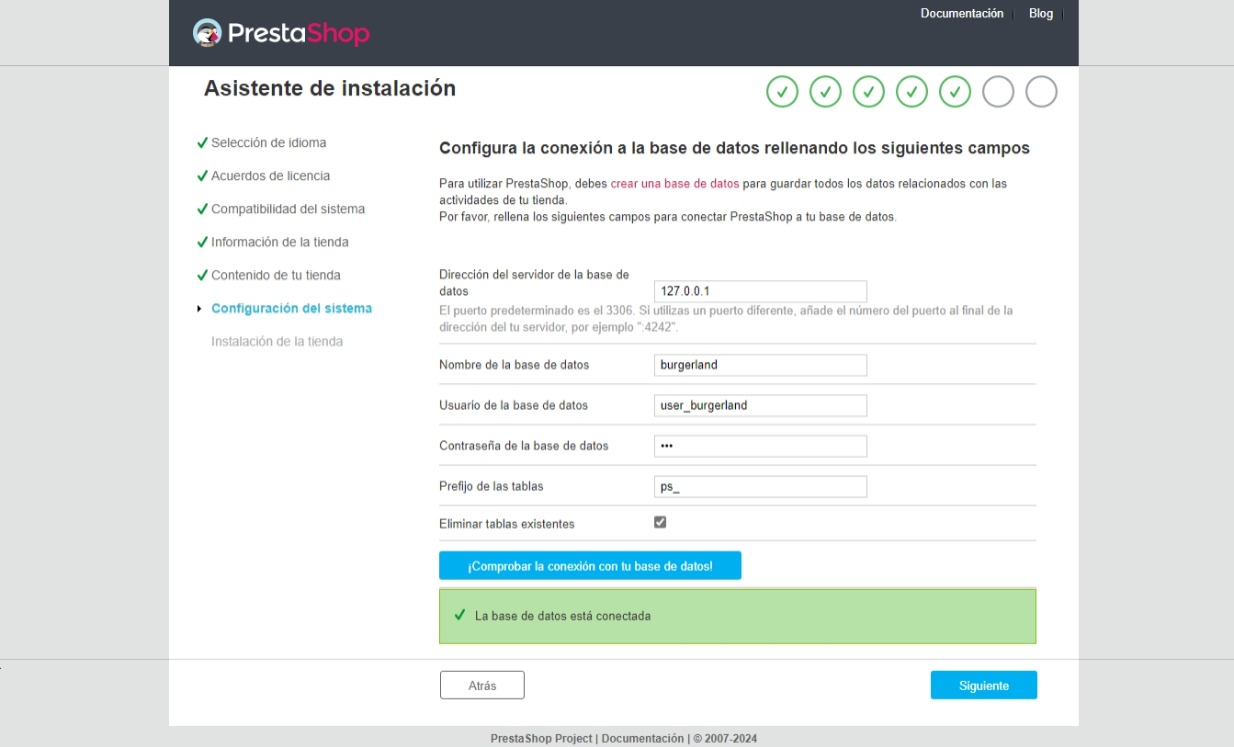 PrestaShop
Documentación
Blog
Asistente de instalación
Selección de idioma
Acuerdos de licencia
Compatibilidad del sistema
Información de la tienda
Contenido de tu tienda
Configuración del sistema
Instalación de la tienda
Configura la conexión a la base de datos rellenando los siguientes campos
Para utilizar PrestaShop, debes crear una base de datos para guardar todos los datos relacionados con las
actividades de tu tienda.
Por favor, rellena los siguientes campos para conectar PrestaShop a tu base de datos.
Dirección del servidor de la base de
datos
127.0.0.1
El puerto predeterminado es el 3306. Si utilizas un puerto diferente, añade el número del puerto al final de la
dirección del tu servidor, por ejemplo ":4242".
Nombre de la base de datos
burgerland
Usuario de la base de datos
user_burgerland
Contraseña de la base de datos
•••
Prefijo de las tablas
ps_
Eliminar tablas existentes
¡Comprobar la conexión con tu base de datos!
La base de datos está conectada
Atrás
Siguiente
PrestaShop Project | Documentación | © 2007-2024